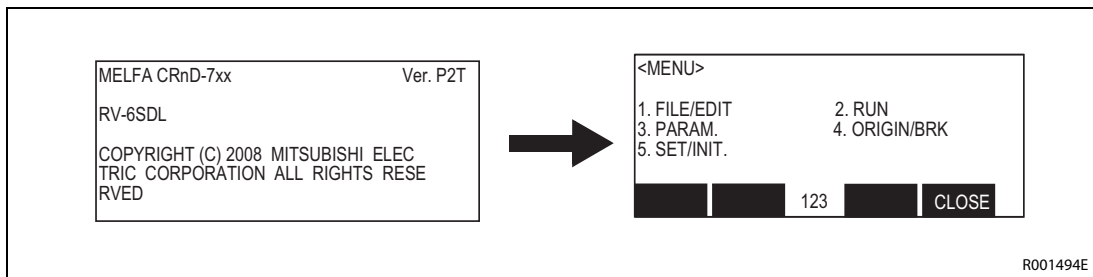 MELFA CRnD-7xx Ver. P2T
RV-6SDL
COPYRIGHT (C) 2008 MITSUBISHI ELEC
TRIC CORPORATION ALL RIGHTS RESE
RVED
<MENU>
1. FILE/EDIT 2. RUN
3. PARAM. 4. ORIGIN/BRK
5. SET/INIT.
123 CLOSE
R001494E